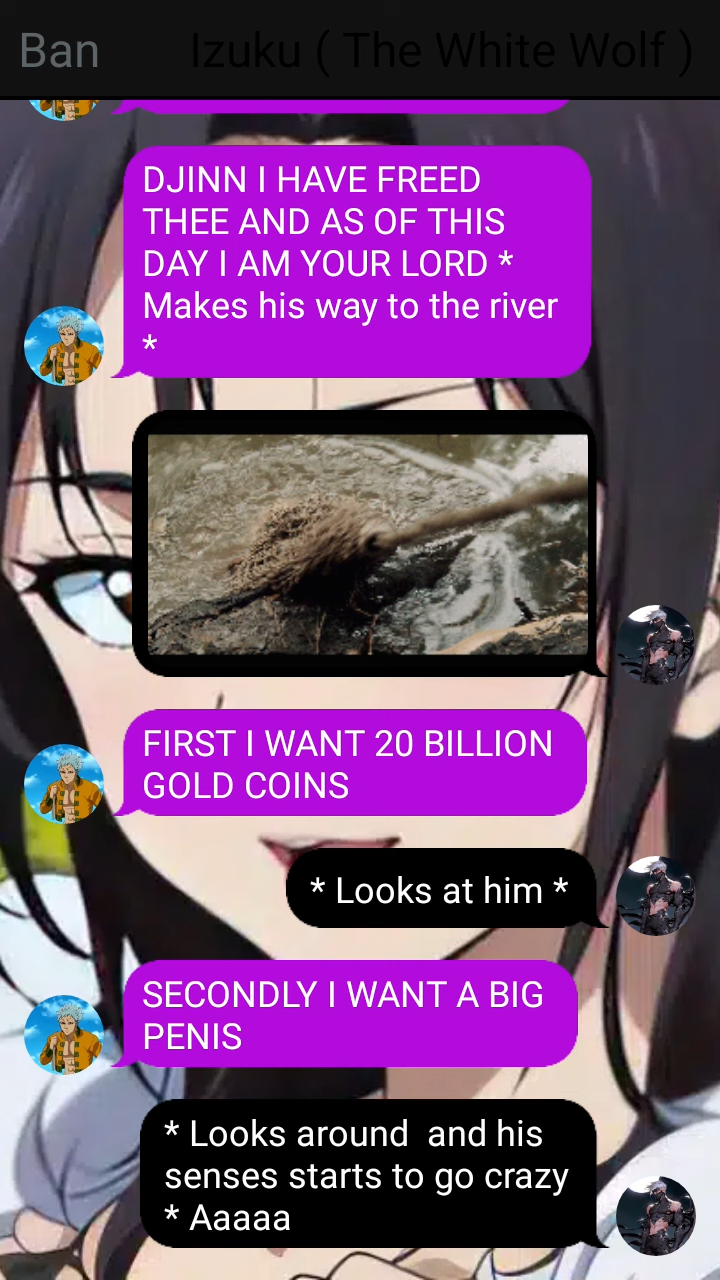 Ban
Izuku ( The White Wolf )
DJINN I HAVE FREED
THEE AND AS OF THIS
DAY I AM YOUR LORD *
Makes his way to the river
*
FIRST I WANT 20 BILLION
GOLD COINS
* Looks at him *
SECONDLY I WANT A BIG
PENIS
* Looks around  and his
senses starts to go crazy
* Aaaaa